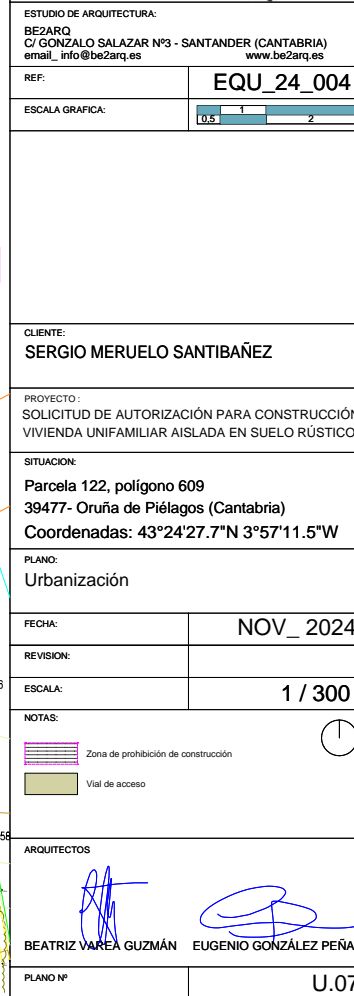 ESTUDIO DE ARQUITECTURA:
BE2ARQ
C/ GONZALO SALAZAR Nº3 - SANTANDER (CANTABRIA)
email_ info@be2arq.es www.be2arq.es
REF: EQU_24_004
ESCALA GRAFICA:
1
0,5 2
CLIENTE:
SERGIO MERUELO SANTIBAÑEZ
PROYECTO :
SOLICITUD DE AUTORIZACIÓN PARA CONSTRUCCIÓN
VIVIENDA UNIFAMILIAR AISLADA EN SUELO RÚSTICO
SITUACION:
Parcela 122, polígono 609
39477- Oruña de Piélagos (Cantabria)
Coordenadas: 43°24'27.7"N 3°57'11.5"W
PLANO:
Urbanización
FECHA: NOV_ 2024
REVISION:
ESCALA: 1 / 300
NOTAS:
Zona de prohibición de construcción
Vial de acceso
ARQUITECTOS
BEATRIZ VAREA GUZMÁN EUGENIO GONZÁLEZ PEÑA
PLANO Nº U.07